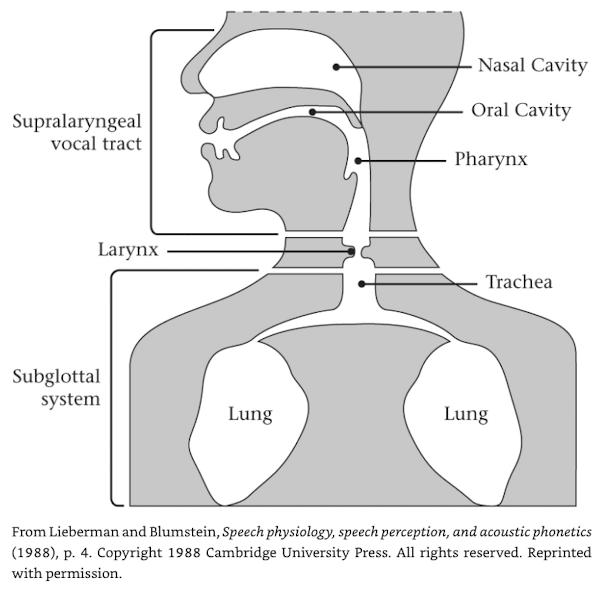 Nasal Cavity
Oral Cavity
Supralaryngeal
vocal tract
Pharynx
Larynx
Trachea
Subglottal
system
Lung
Lung
From Lieberman and Blumstein, Speech physiology, speech perception, and acoustic phonetics
(1988), p. 4. Copyright 1988 Cambridge University Press. All rights reserved. Reprinted
with permission.